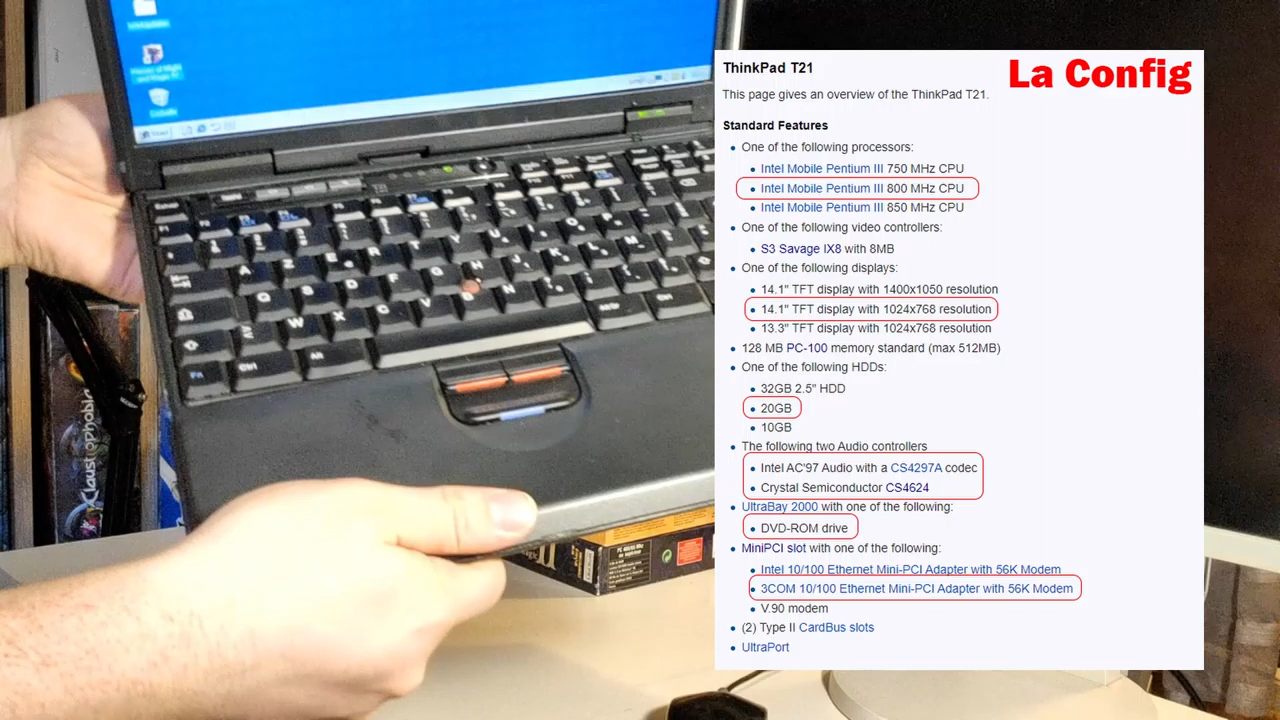 La Config
ThinkPad T21
This page gives an overview of the ThinkPad T21.
Standard Features
One of the following processors:
Intel Mobile Pentium III 750 MHz CPU
Intel Mobile Pentium III 800 MHz CPU
Intel Mobile Pentium III 850 MHz CPU
One of the following video controllers:
S3 Savage IX8 with 8MB
One of the following displays:
14.1" TFT display with 1400x1050 resolution
14.1" TFT display with 1024x768 resolution
13.3" TFT display with 1024x768 resolution
128 MB PC-100 memory standard (max 512MB)
One of the following HDDs:
32GB 2.5" HDD
20GB
10GB
The following two Audio controllers
Intel AC'97 Audio with a CS4297A codec
Crystal Semiconductor CS4624
UltraBay 2000 with one of the following:
DVD-ROM drive
MiniPCI slot with one of the following:
Intel 10/100 Ethernet Mini-PCI Adapter with 56K Modem
3COM 10/100 Ethernet Mini-PCI Adapter with 56K Modem
V.90 modem
(2) Type II CardBus slots
UltraPort
Claustrophobia
Fn
Ctrl
Alt